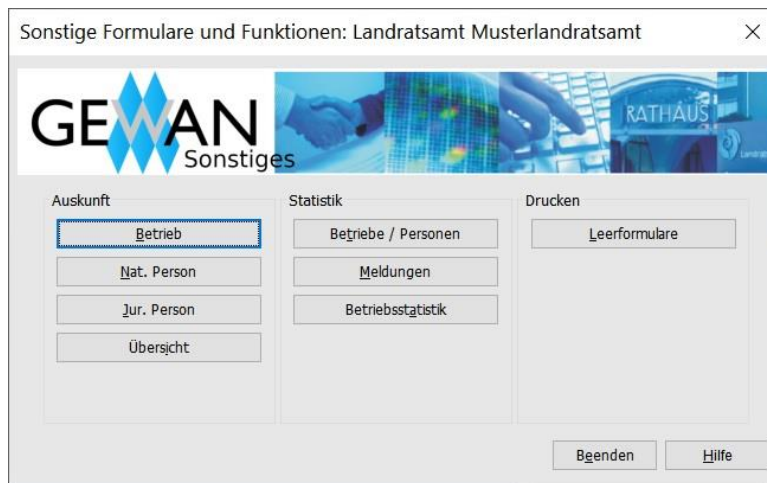 Sonstige Formulare und Funktionen: Landratsamt Musterlandratsamt
GEWAN
Sonstiges
RATHAUS
Landrats
Auskunft
Betrieb
Nat. Person
Jur. Person
Übersicht
Statistik
Betriebe / Personen
Meldungen
Betriebsstatistik
Drucken
Leerformulare
Beenden
Hilfe